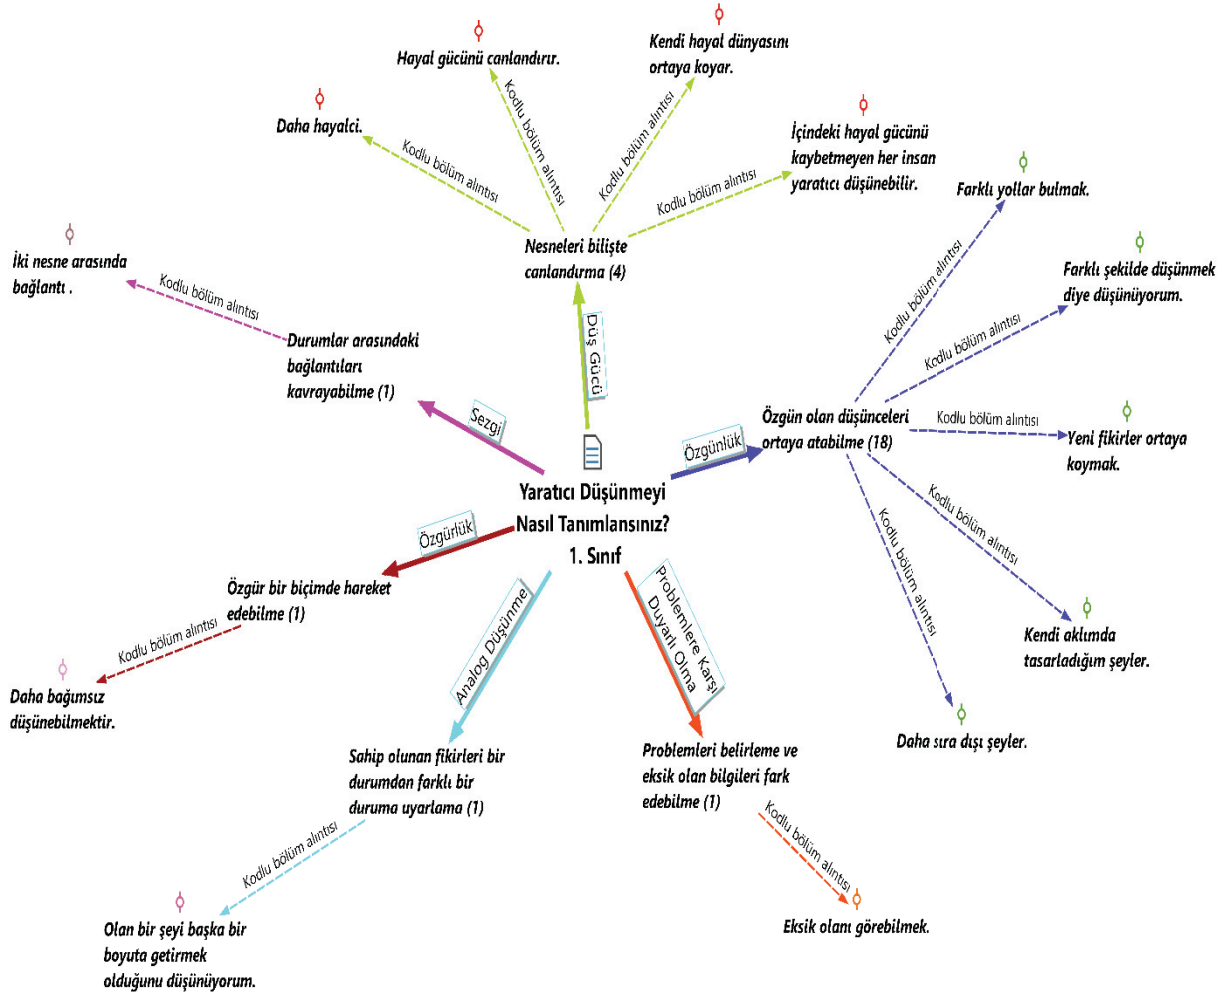 Kendi hayal dünyasını
ortaya koyar.
Hayal gücünü canlandırır.
Daha hayalci.
İçindeki hayal gücünü
kaybetmeyen her insan
yaratıcı düşünebilir.
Kodlu bölüm alıntısı
Kodlu bölüm alıntısı
Kodlu bölüm alıntısı
Kodlu bölüm alıntısı
Nesneleri bilişte
canlandırma (4)
Düş Gücü
İki nesne arasında
bağlantı .
Kodlu bölüm alıntısı
Durumlar arasındaki
bağlantıları
kavrayabilme (1)
Sezgi
Farklı yollar bulmak.
Kodlu bölüm alıntısı
Farklı şekilde düşünmek
diye düşünüyorum.
Kodlu bölüm alıntısı
Özgün olan düşünceleri
ortaya atabilme (18)
Özgünlük
Kodlu bölüm alıntısı
Yeni fikirler ortaya
koymak.
Kodlu bölüm alıntısı
Kendi aklımda
tasarladığım şeyler.
Kodlu bölüm alıntısı
Daha sıra dışı şeyler.
Yaratıcı Düşünmeyi
Nasıl Tanımlansınız?
1. Sınıf
Özgürlük
Özgür bir biçimde hareket
edebilme (1)
Kodlu bölüm alıntısı
Daha bağımsız
düşünebilmektir.
Analog Düşünme
Sahip olunan fikirleri bir
durumdan farklı bir
duruma uyarlama (1)
Kodlu bölüm alıntısı
Olan bir şeyi başka bir
boyuta getirmek
olduğunu düşünüyorum.
Problemlere Karşı
Duyarlı Olma
Problemleri belirleme ve
eksik olan bilgileri fark
edebilme (1)
Kodlu bölüm alıntısı
Eksik olanı görebilmek.